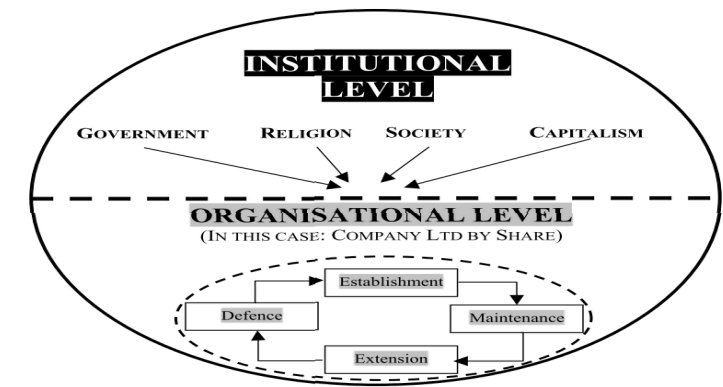 INSTITUTIONAL
LEVEL
GOVERNMENT RELIGION SOCIETY CAPITALISM
ORGANISATIONAL LEVEL
(IN THIS CASE: COMPANY LTD BY SHARE)
Establishment
Defence Maintenance
Extension